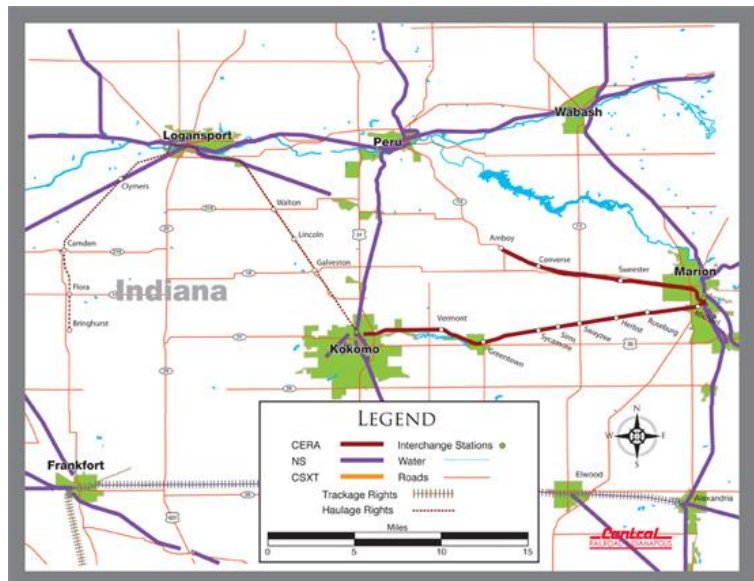 Wabash
Logansport
Peru
Clymers
Walton
Amboy
Camden
Lincoln
Converse
Galveston
Sweetser
Marion
Flora
Indiana
Bringhurst
Vermont
Kokomo
Greentown
Sycamore
Sims
Swayzee
Herbst
Roseburg
Michael
LEGEND
CERA
Interchange Stations
NS
Water
CSXT
Roads
Trackage Rights
Haulage Rights
Miles
0 5 10 15
N
W E
S
Frankfort
Elwood
Alexandria
Central
RAILROAD INDIANAPOLIS